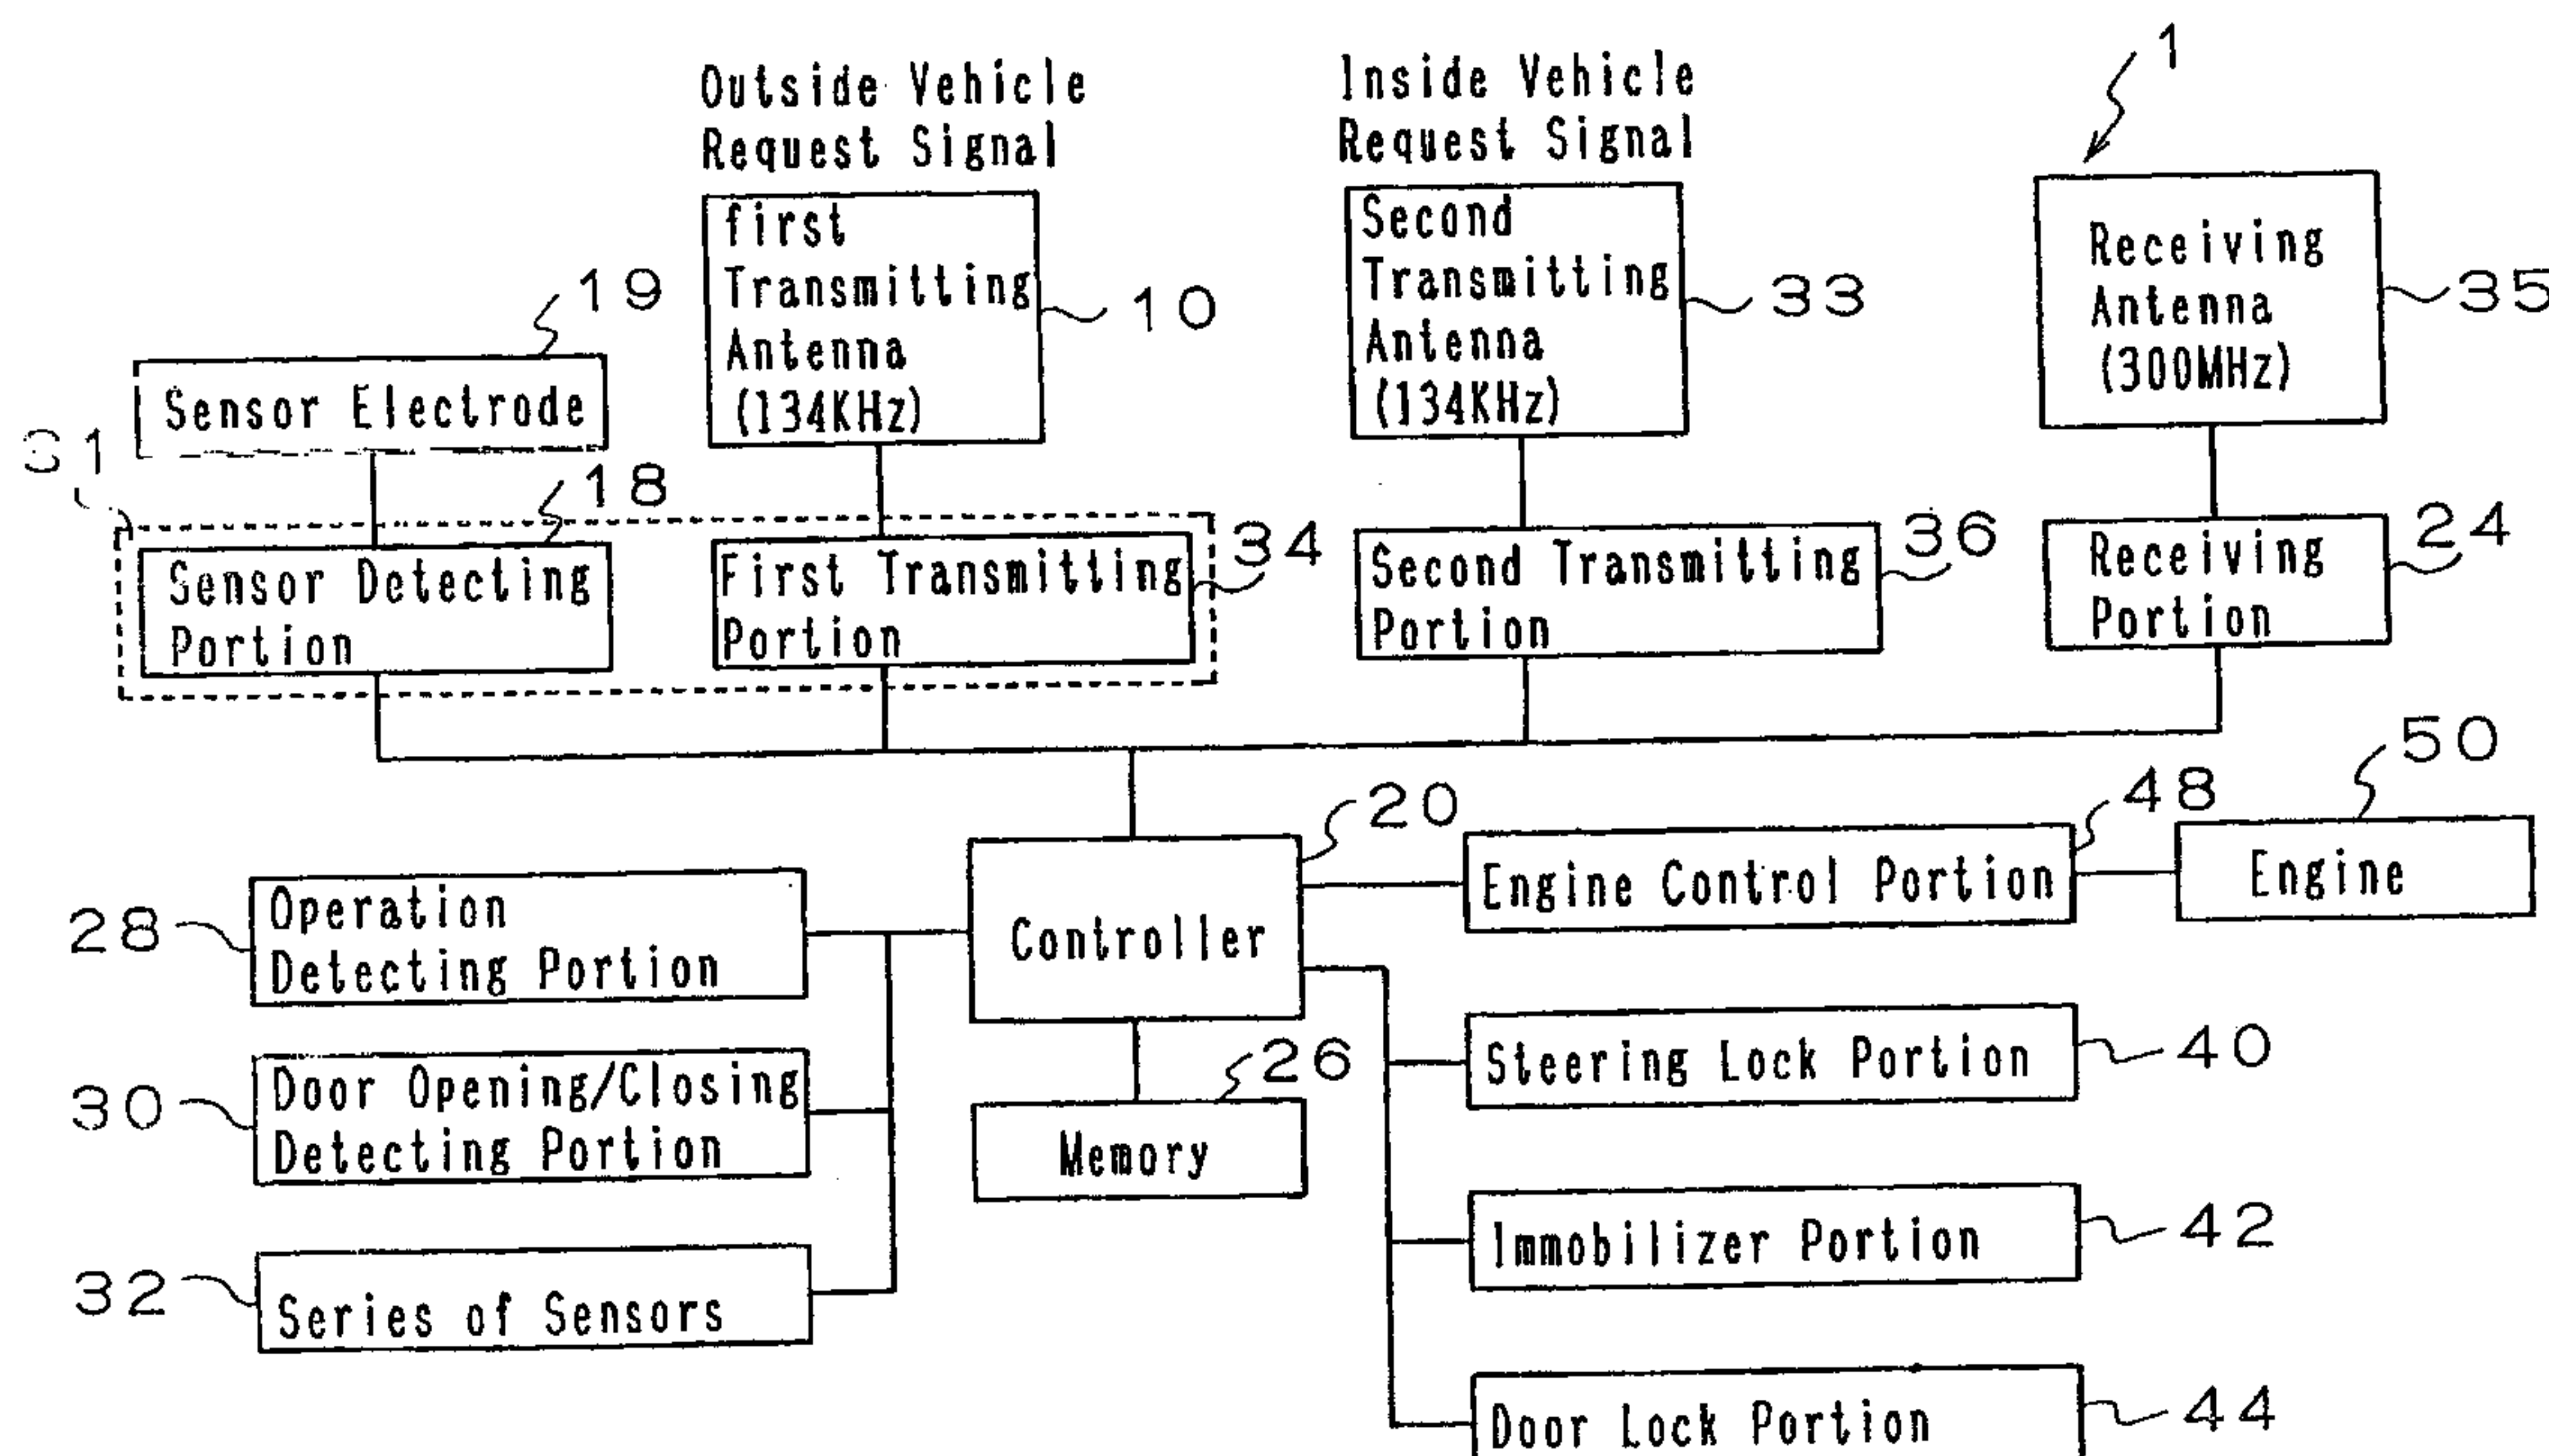 1
Outside Vehicle
Request Signal
Inside Vehicle
Request Signal
first
Transmitting
Antenna
(134KHz)
10
Second
Transmitting
Antenna
(134KHz)
33
Receiving
Antenna
(300MHz)
35
19
Sensor Electrode
18
Sensor Detecting
Portion
First Transmitting
Portion
34
Second Transmitting
Portion
36
Receiving
Portion
24
20
Controller
48
Engine Control Portion
50
Engine
28
Operation
Detecting Portion
30
Door Opening/Closing
Detecting Portion
32
Series of Sensors
26
Memory
Steering Lock Portion
40
Immobilizer Portion
42
Door Lock Portion
44